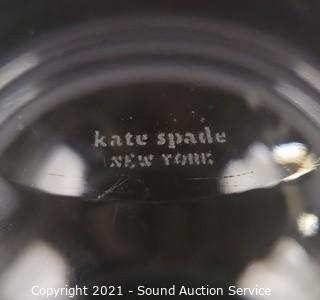 kate spade
NEW YORK
Copyright 2021 - Sound Auction Service